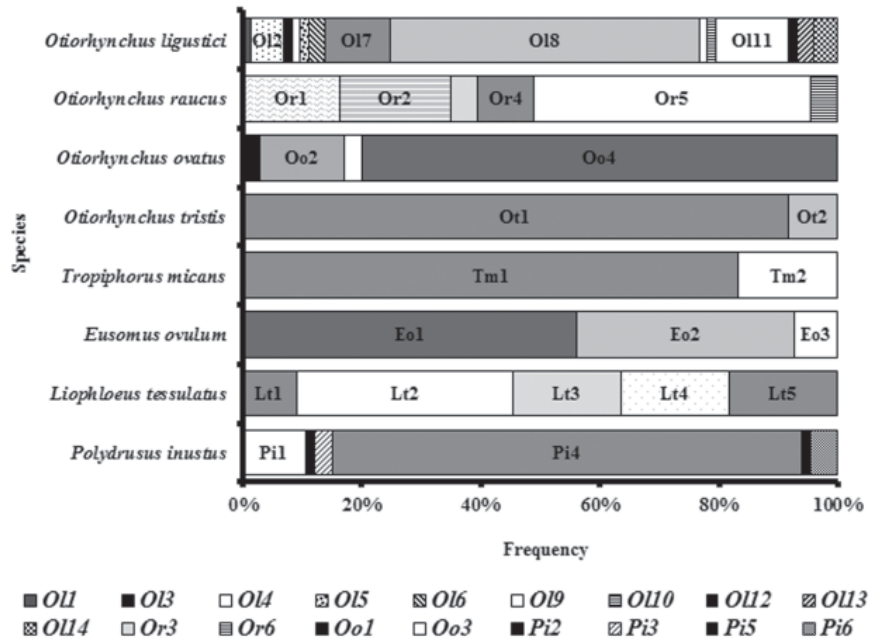 Otiorhynchus ligustici Ol2 Ol7 Ol8 Ol11
Otiorhynchus raucus Or1 Or2 Or4 Or5
Otiorhynchus ovatus Oo2 Oo4
Otiorhynchus tristis Ot1 Ot2
Tropiphorus micans Tm1 Tm2
Eusomus ovulum Eo1 Eo2 Eo3
Liophloeus tessulatus Lt1 Lt2 Lt3 Lt4 Lt5
Polydrusus inustus Pi1 Pi4
Species
0% 20% 40% 60% 80% 100%
Frequency
Ol1 Ol3 Ol4 Ol5 Ol6 Ol9 Ol10 Ol12 Ol13
Ol14 Or3 Or6 Oo1 Oo3 Pi2 Pi3 Pi5 Pi6